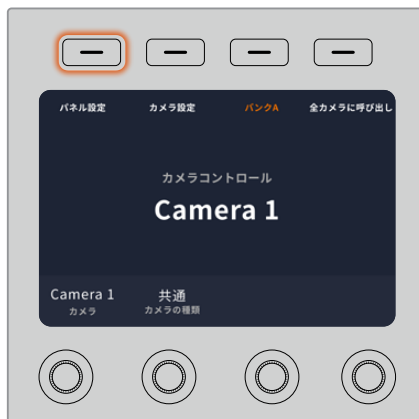 パネル設定 カメラ設定 バンクA 全カメラに呼び出し
カメラコントロール
Camera 1
Camera 1 共通
カメラ カメラの種類